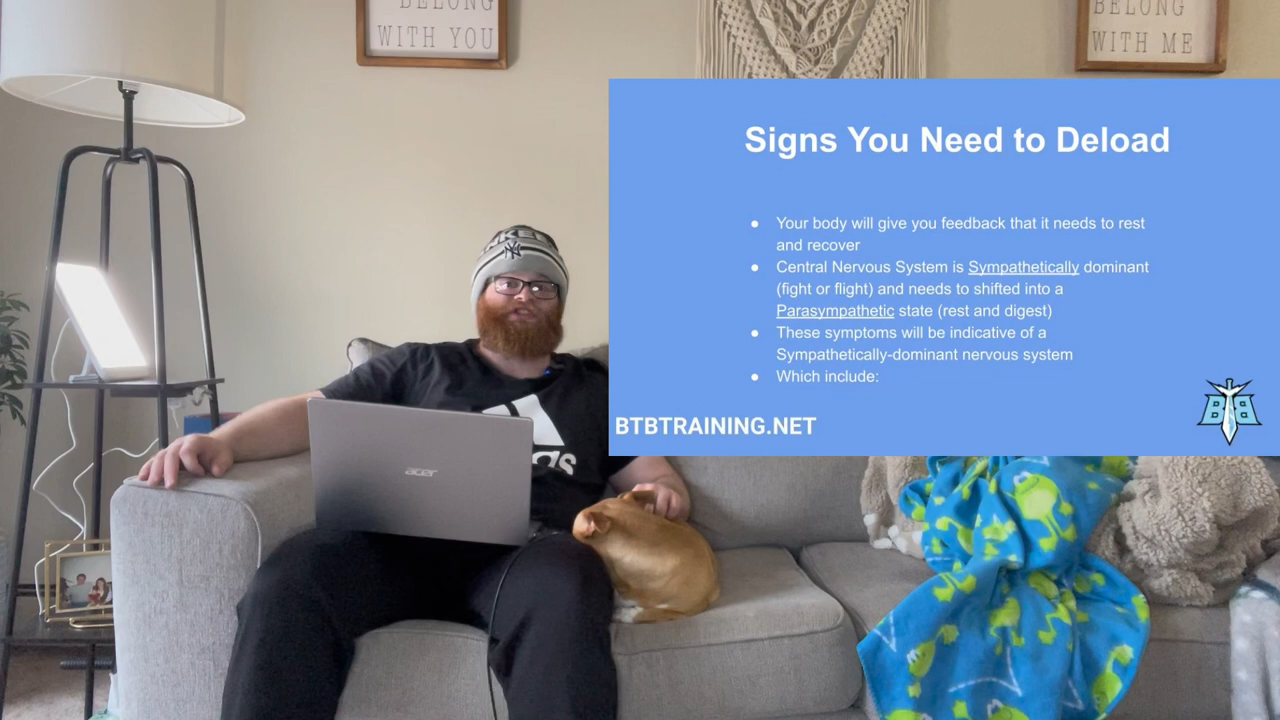 BELONG
WITH YOU
BELONG
WITH ME
Signs You Need to Deload
● Your body will give you feedback that it needs to rest
and recover
● Central Nervous System is Sympathetically dominant
(fight or flight) and needs to shifted into a
Parasympathetic state (rest and digest)
● These symptoms will be indicative of a
Sympathetically-dominant nervous system
● Which include:
BTBTRAINING.NET
BTB
NY
acer